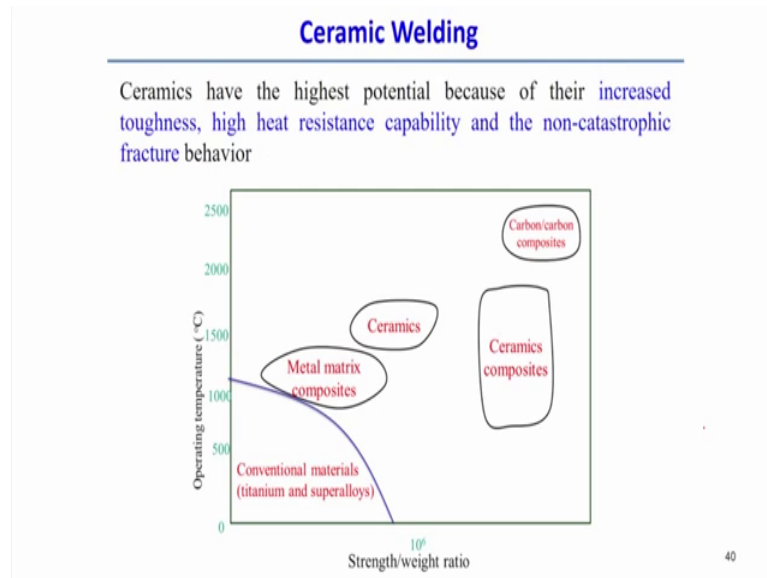 Ceramic Welding
Ceramics have the highest potential because of their increased
toughness, high heat resistance capability and the non-catastrophic
fracture behavior
2500
2000
1500
1000
500
0
Operating temperature (°C)
Carbon/carbon
composites
Ceramics
Ceramics
composites
Metal matrix
composites
Conventional materials
(titanium and superalloys)
10⁶
Strength/weight ratio
40